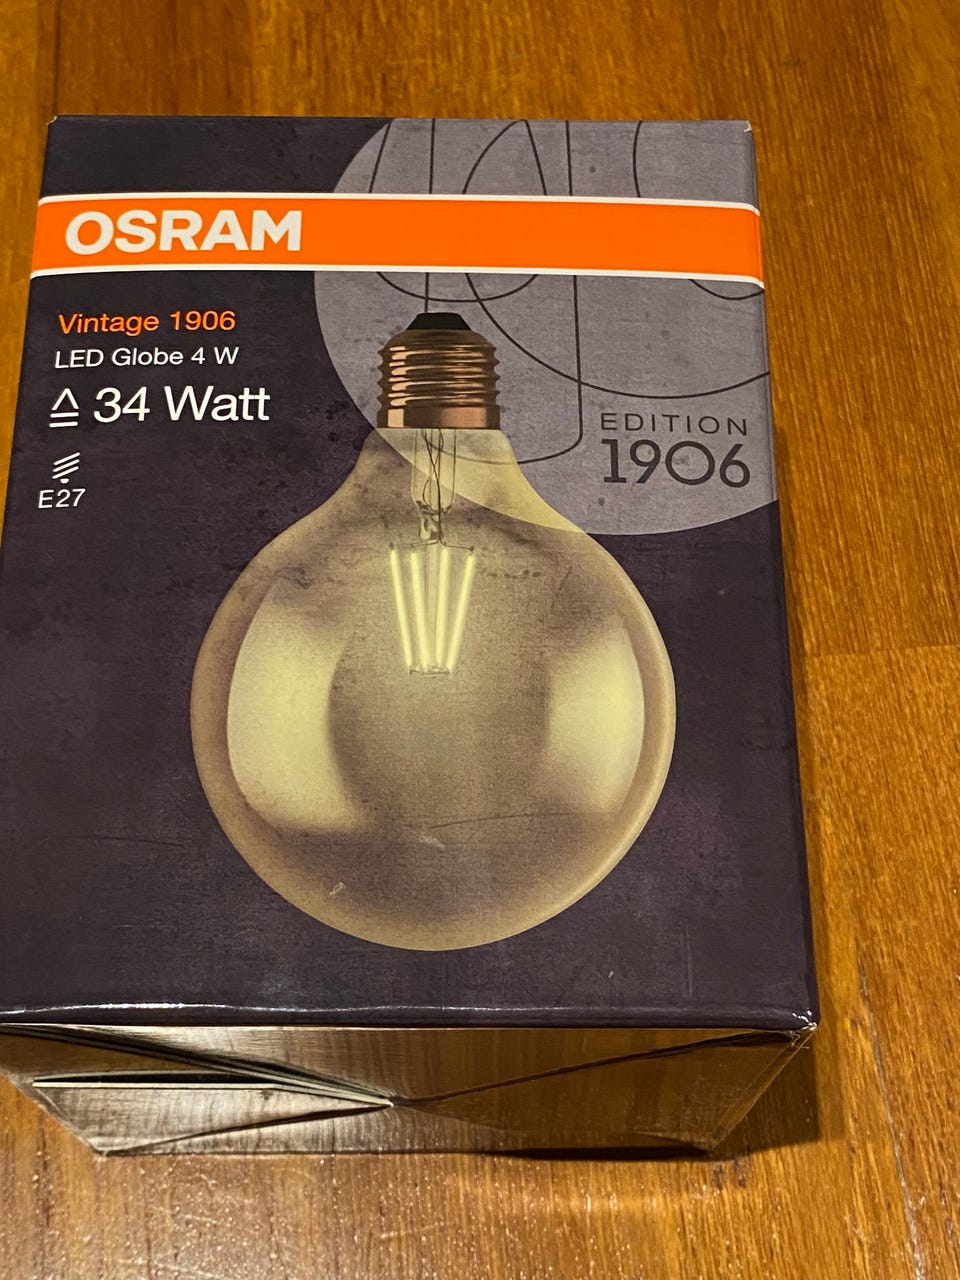 OSRAM
Vintage 1906
LED Globe 4 W
≙ 34 Watt
E27
EDITION
1906